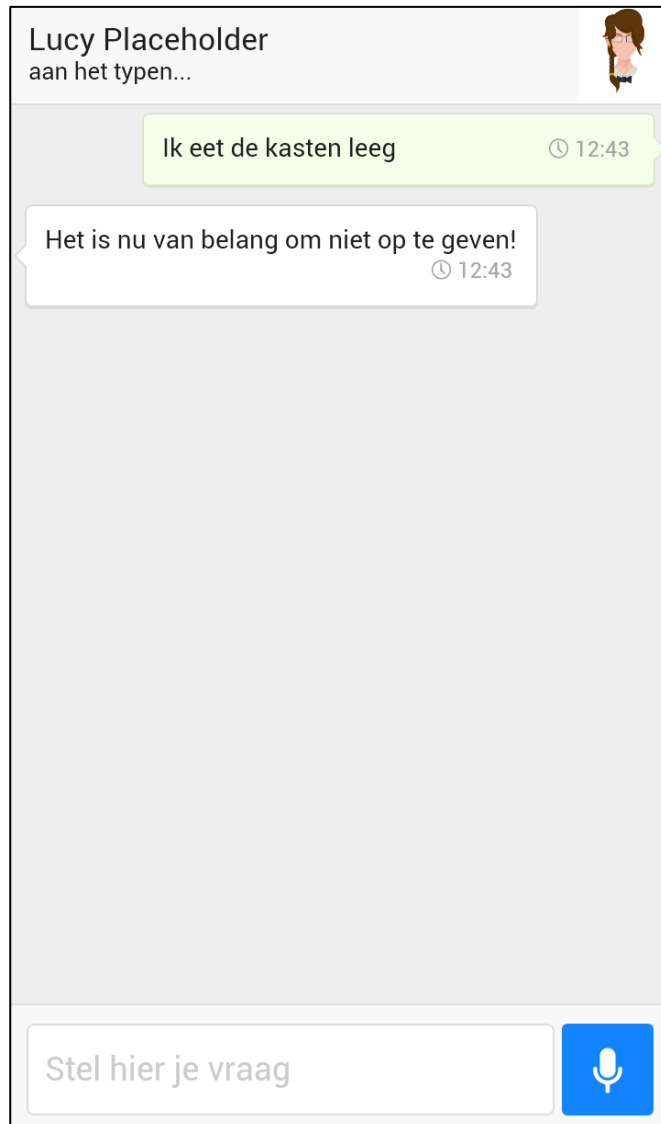 Lucy Placeholder
aan het typen...
Ik eet de kasten leeg 12:43
Het is nu van belang om niet op te geven!
12:43
Stel hier je vraag